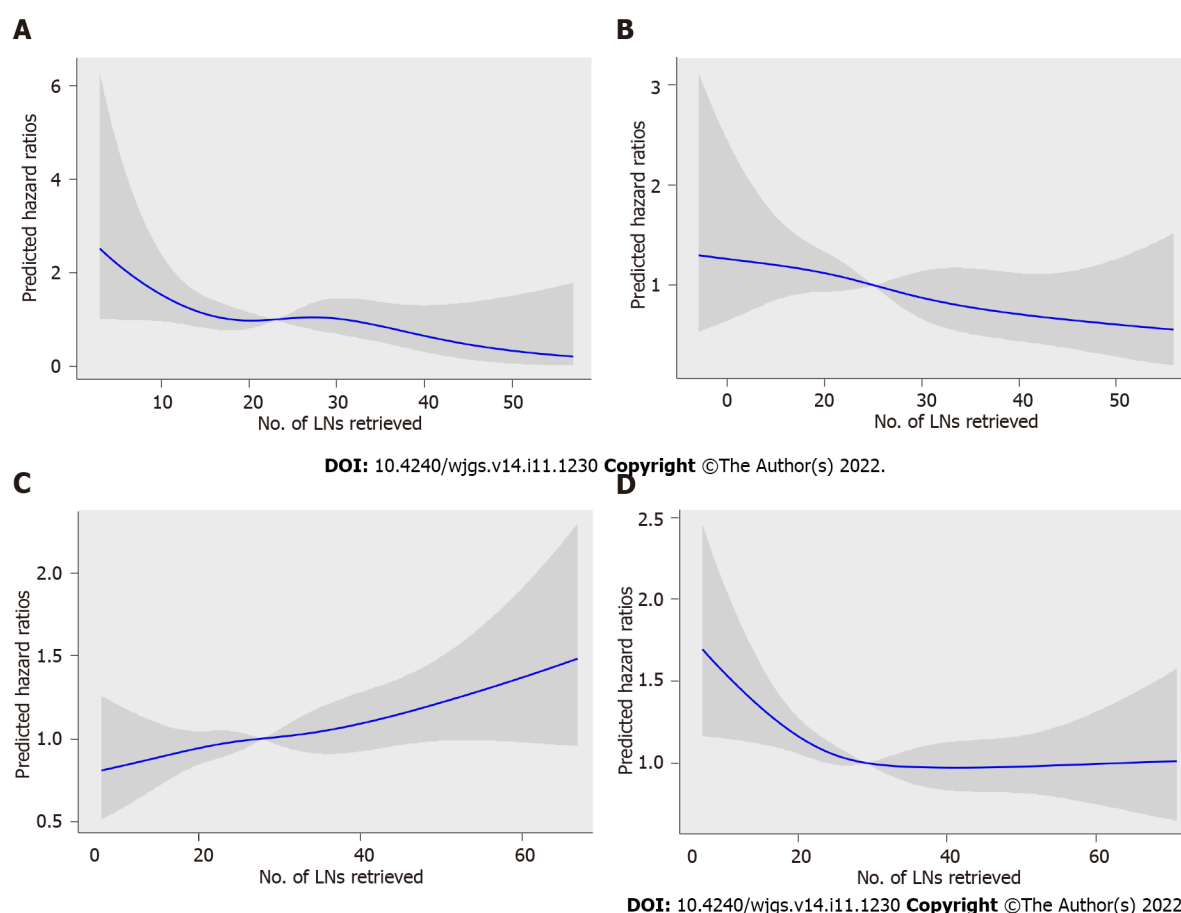 A
B
Predicted hazard ratios
6
4
2
0
10 20 30 40 50
No. of LNs retrieved
Predicted hazard ratios
3
2
1
0 20 30 40 50
No. of LNs retrieved
DOI: 10.4240/wjgs.v14.i11.1230 Copyright ©The Author(s) 2022.
C
D
Predicted hazard ratios
2.0
1.5
1.0
0.5
0 20 40 60
No. of LNs retrieved
Predicted hazard ratios
2.5
2.0
1.5
1.0
0 20 40 60
No. of LNs retrieved
DOI: 10.4240/wjgs.v14.i11.1230 Copyright ©The Author(s) 2022